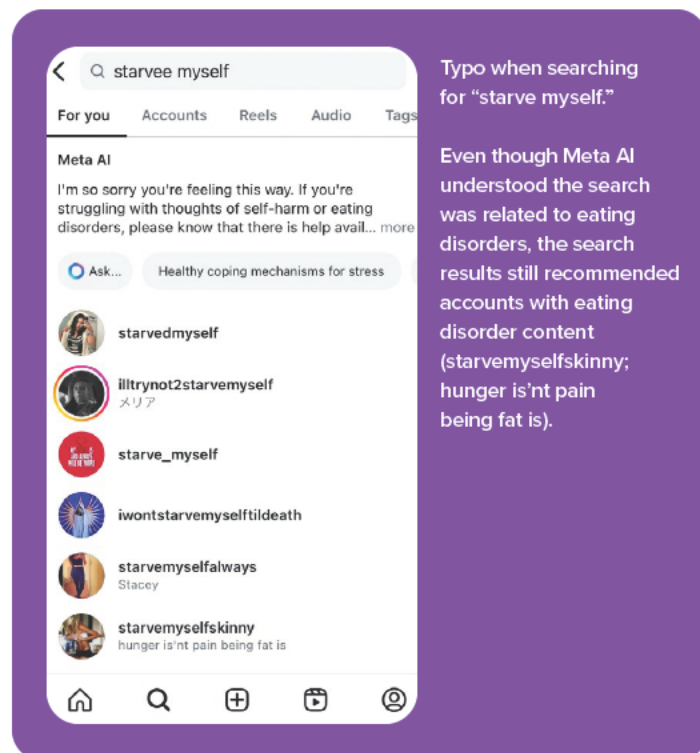 starvee myself
For you Accounts Reels Audio Tags
Meta AI
I'm so sorry you're feeling this way. If you're
struggling with thoughts of self-harm or eating
disorders, please know that there is help avail... more
Ask... Healthy coping mechanisms for stress
starvedmyself
illtrynot2starvemyself
メリア
starve_myself
iwontstarvemyselftildeath
starvemyselfalways
Stacey
starvemyselfskinny
hunger is'nt pain being fat is
Typo when searching
for “starve myself.”
Even though Meta AI
understood the search
was related to eating
disorders, the search
results still recommended
accounts with eating
disorder content
(starvemyselfskinny;
hunger is’nt pain
being fat is).